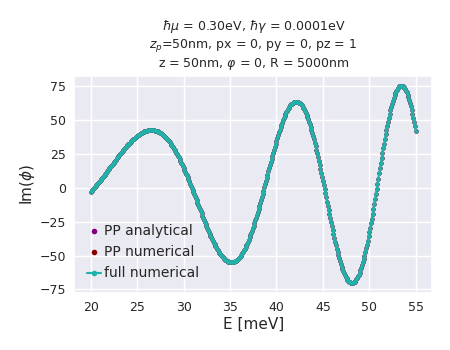 ℏμ = 0.30eV, ℏγ = 0.0001eV
zₚ=50nm, px = 0, py = 0, pz = 1
z = 50nm, φ = 0, R = 5000nm
75
50
25
0
−25
−50
−75
Im(ϕ)
PP analytical
PP numerical
full numerical
20 25 30 35 40 45 50 55
E [meV]